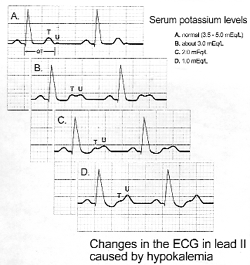 Serum potassium levels
A. normal (3.5 - 5.0 mEq/L)
B. about 3.0 mEq/L
C. 2.0 mEq/L
D. 1.0 mEq/L
A.
T
U
QT
B.
T U
C.
T U
D.
T U
Changes in the ECG in lead II
caused by hypokalemia